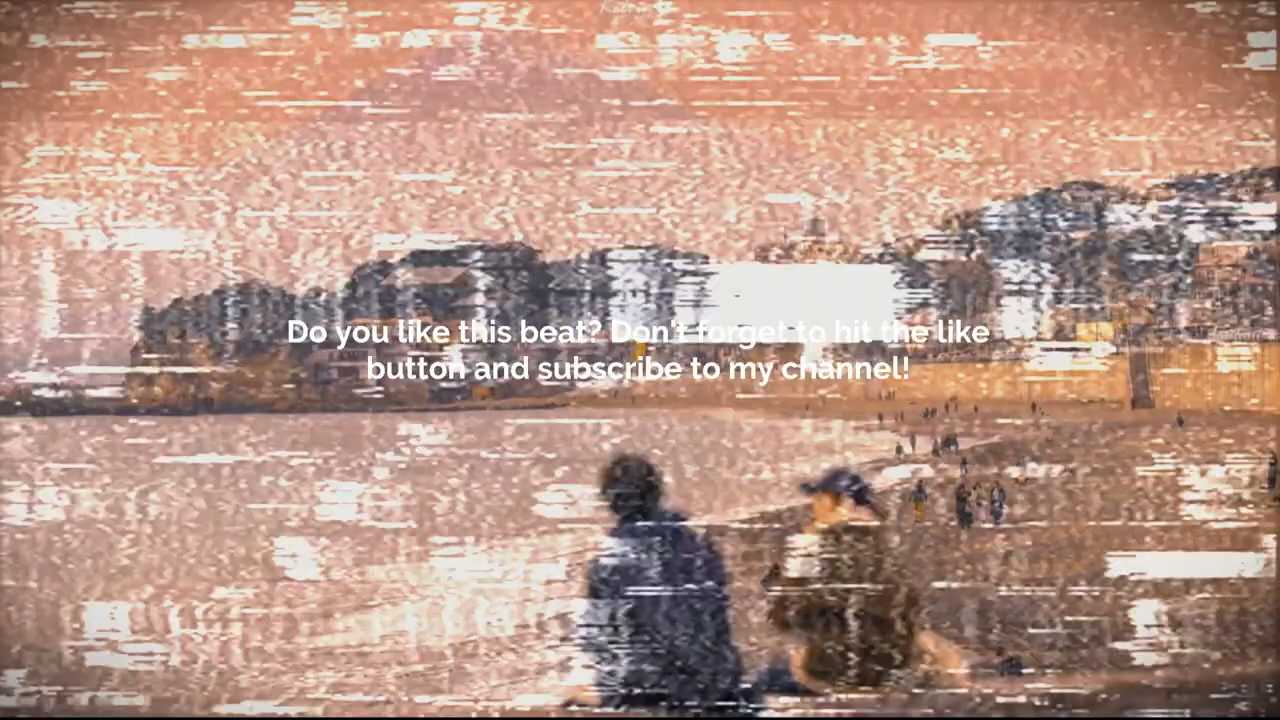 Do you like this beat? Don't forget to hit the like
button and subscribe to my channel!